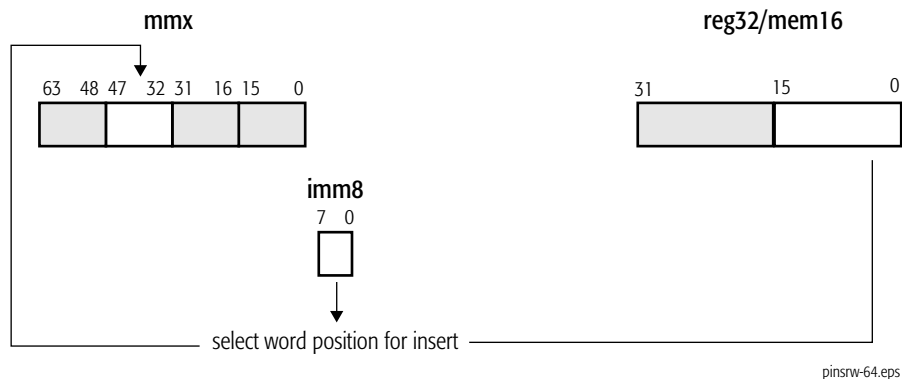 mmx reg32/mem16
63 48 47 32 31 16 15 0 31 15 0
imm8
7 0
select word position for insert
pinsrw-64.eps